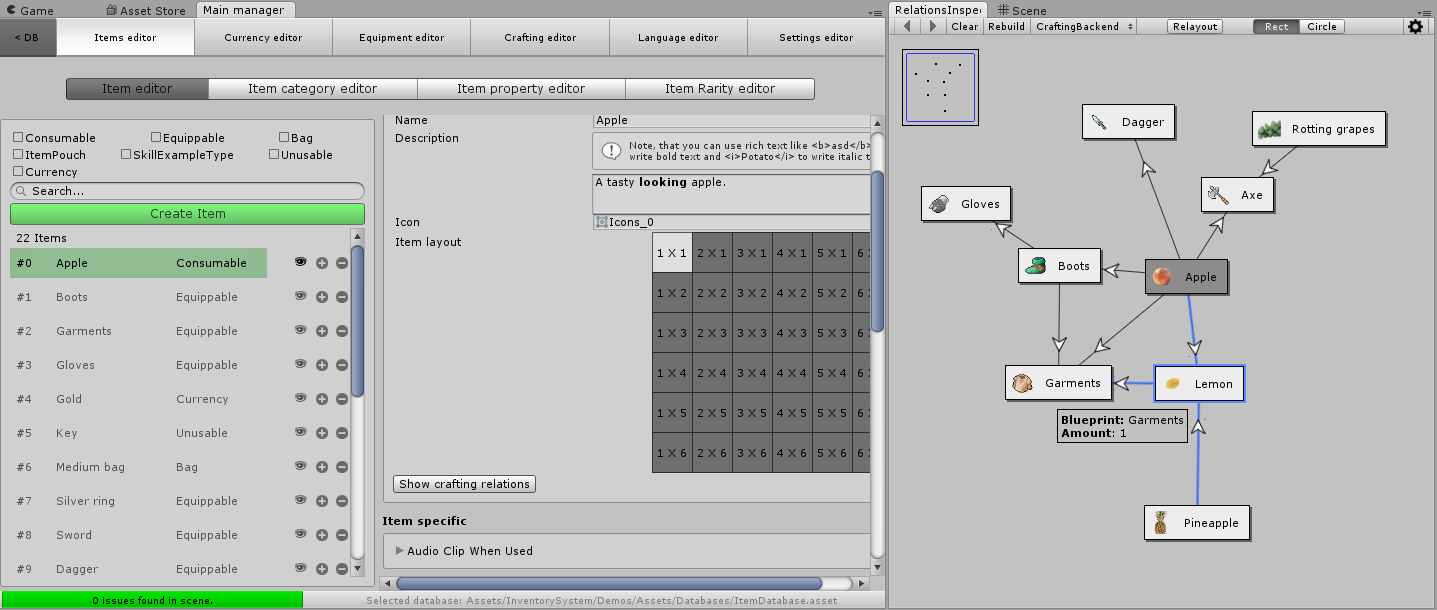 Game
Asset Store
Main manager
< DB
Items editor
Currency editor
Equipment editor
Crafting editor
Language editor
Settings editor
Item editor
Item category editor
Item property editor
Item Rarity editor
Consumable
Equippable
Bag
ItemPouch
SkillExampleType
Unusable
Currency
Search...
Create Item
22 Items
#0 Apple Consumable
#1 Boots Equippable
#2 Garments Equippable
#3 Gloves Equippable
#4 Gold Currency
#5 Key Unusable
#6 Medium bag Bag
#7 Silver ring Equippable
#8 Sword Equippable
#9 Dagger Equippable
0 issues found in scene.
Name Apple
Description
Note, that you can use rich text like <b>asd</b>
write bold text and <i>Potato</i> to write italic t
A tasty looking apple.
Icon Icons_0
Item layout
1 X 1 2 X 1 3 X 1 4 X 1 5 X 1 6
1 X 2 2 X 2 3 X 2 4 X 2 5 X 2 6
1 X 3 2 X 3 3 X 3 4 X 3 5 X 3 6
1 X 4 2 X 4 3 X 4 4 X 4 5 X 4 6
1 X 5 2 X 5 3 X 5 4 X 5 5 X 5 6
1 X 6 2 X 6 3 X 6 4 X 6 5 X 6 6
Show crafting relations
Item specific
Audio Clip When Used
Selected database: Assets/InventorySystem/Demos/Assets/Databases/ItemDatabase.asset
RelationsInspe
Scene
Clear
Rebuild
CraftingBackend
Relayout
Rect
Circle
Dagger
Rotting grapes
Gloves
Axe
Boots
Apple
Garments
Lemon
Blueprint: Garments
Amount: 1
Pineapple